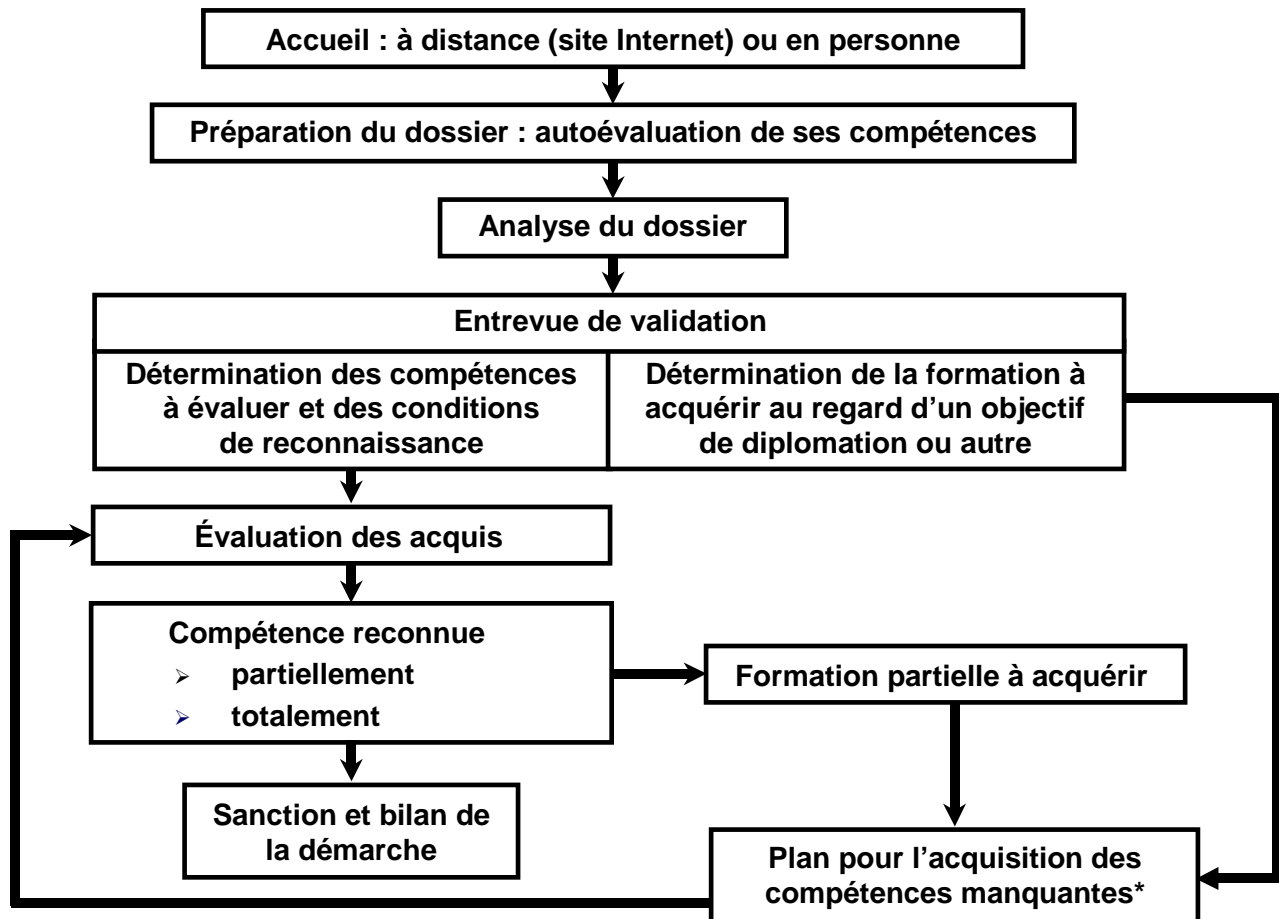 Accueil : à distance (site Internet) ou en personne
Préparation du dossier : autoévaluation de ses compétences
Analyse du dossier
Entrevue de validation
Détermination des compétences
à évaluer et des conditions
de reconnaissance
Détermination de la formation à
acquérir au regard d’un objectif
de diplomation ou autre
Évaluation des acquis
Compétence reconnue
➢ partiellement
➢ totalement
Formation partielle à acquérir
Sanction et bilan de
la démarche
Plan pour l’acquisition des
compétences manquantes*